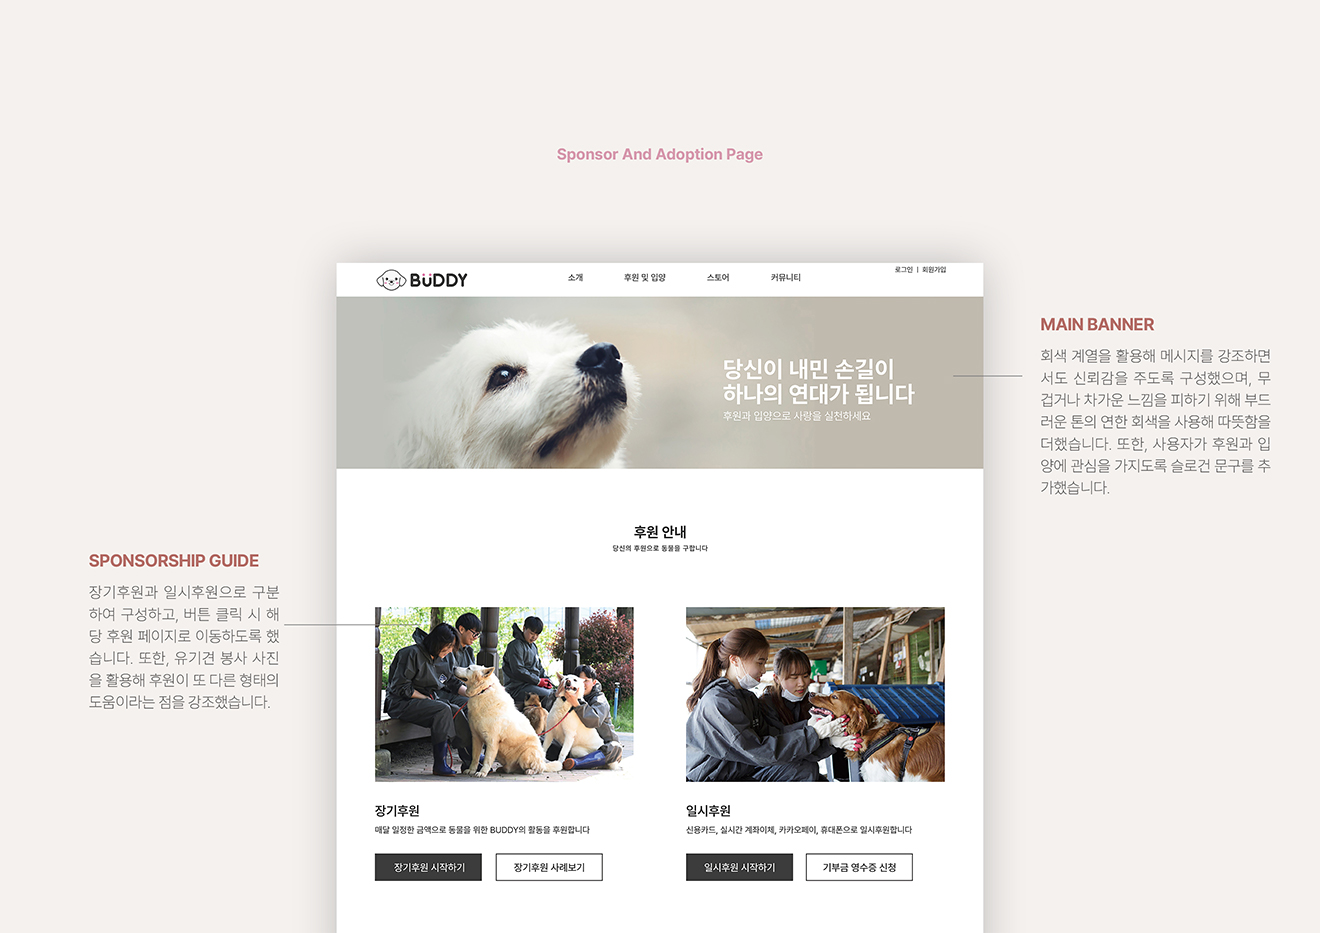 Sponsor And Adoption Page
BUDDY
소개
후원 및 입양
스토어
커뮤니티
로그인 | 회원가입
당신이 내민 손길이
하나의 연대가 됩니다
후원과 입양으로 사랑을 실천하세요
MAIN BANNER
회색 계열을 활용해 메시지를 강조하면
서도 신뢰감을 주도록 구성했으며, 무
겁거나 차가운 느낌을 피하기 위해 부드
러운 톤의 연한 회색을 사용해 따뜻함을
더했습니다. 또한, 사용자가 후원과 입
양에 관심을 가지도록 슬로건 문구를 추
가했습니다.
후원 안내
당신의 후원으로 동물을 구합니다
SPONSORSHIP GUIDE
장기후원과 일시후원으로 구분
하여 구성하고, 버튼 클릭 시 해
당 후원 페이지로 이동하도록 했
습니다. 또한, 유기견 봉사 사진
을 활용해 후원이 또 다른 형태의
도움이라는 점을 강조했습니다.
장기후원
매달 일정한 금액으로 동물을 위한 BUDDY의 활동을 후원합니다
장기후원 시작하기
장기후원 사례보기
일시후원
신용카드, 실시간 계좌이체, 카카오페이, 휴대폰으로 일시후원합니다
일시후원 시작하기
기부금 영수증 신청